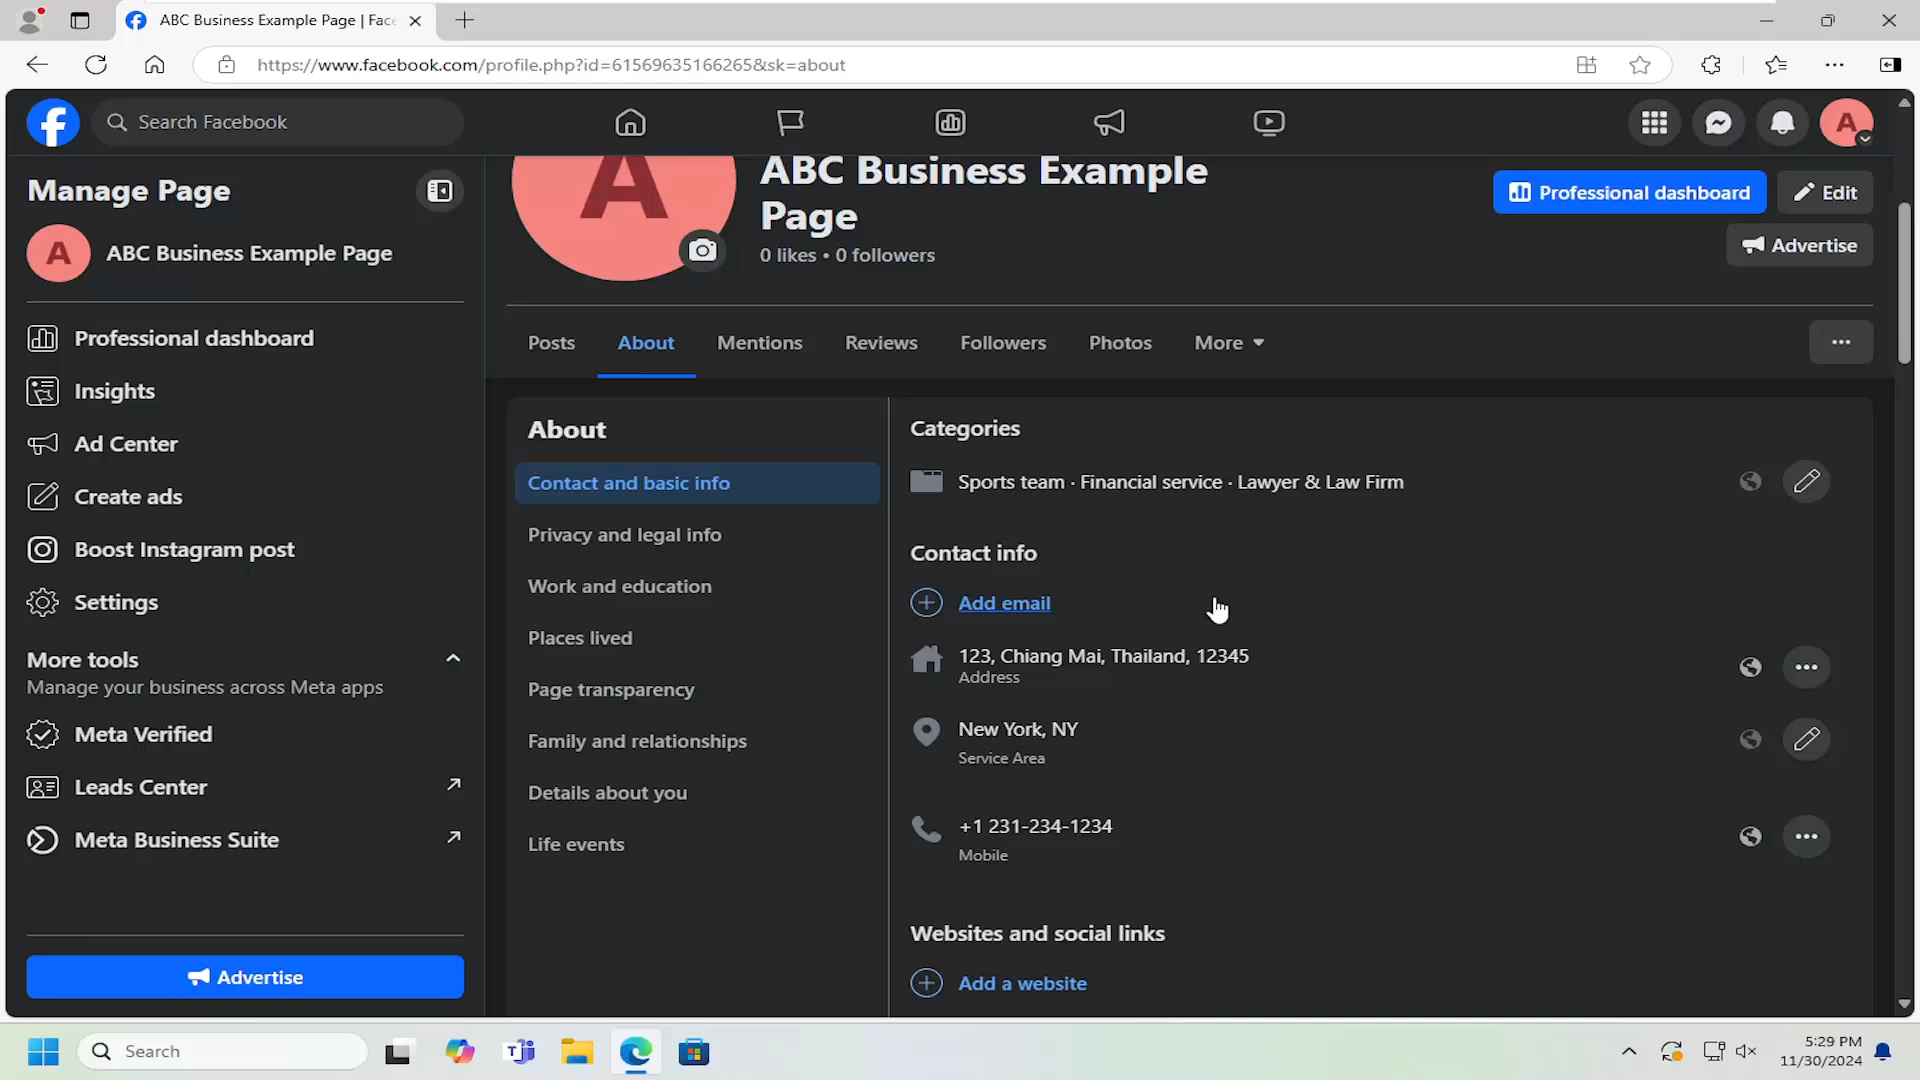 ABC Business Example Page | Fac
https://www.facebook.com/profile.php?id=61569635166265&sk=about
Search Facebook
A
Manage Page
A
ABC Business Example Page
Professional dashboard
Insights
Ad Center
Create ads
Boost Instagram post
Settings
More tools
Manage your business across Meta apps
Meta Verified
Leads Center
Meta Business Suite
Advertise
A
ABC Business Example
Page
0 likes • 0 followers
Professional dashboard
Edit
Advertise
Posts
About
Mentions
Reviews
Followers
Photos
More
About
Contact and basic info
Privacy and legal info
Work and education
Places lived
Page transparency
Family and relationships
Details about you
Life events
Categories
Sports team · Financial service · Lawyer & Law Firm
Contact info
Add email
123, Chiang Mai, Thailand, 12345
Address
New York, NY
Service Area
+1 231-234-1234
Mobile
Websites and social links
Add a website
Search
5:29 PM
11/30/2024